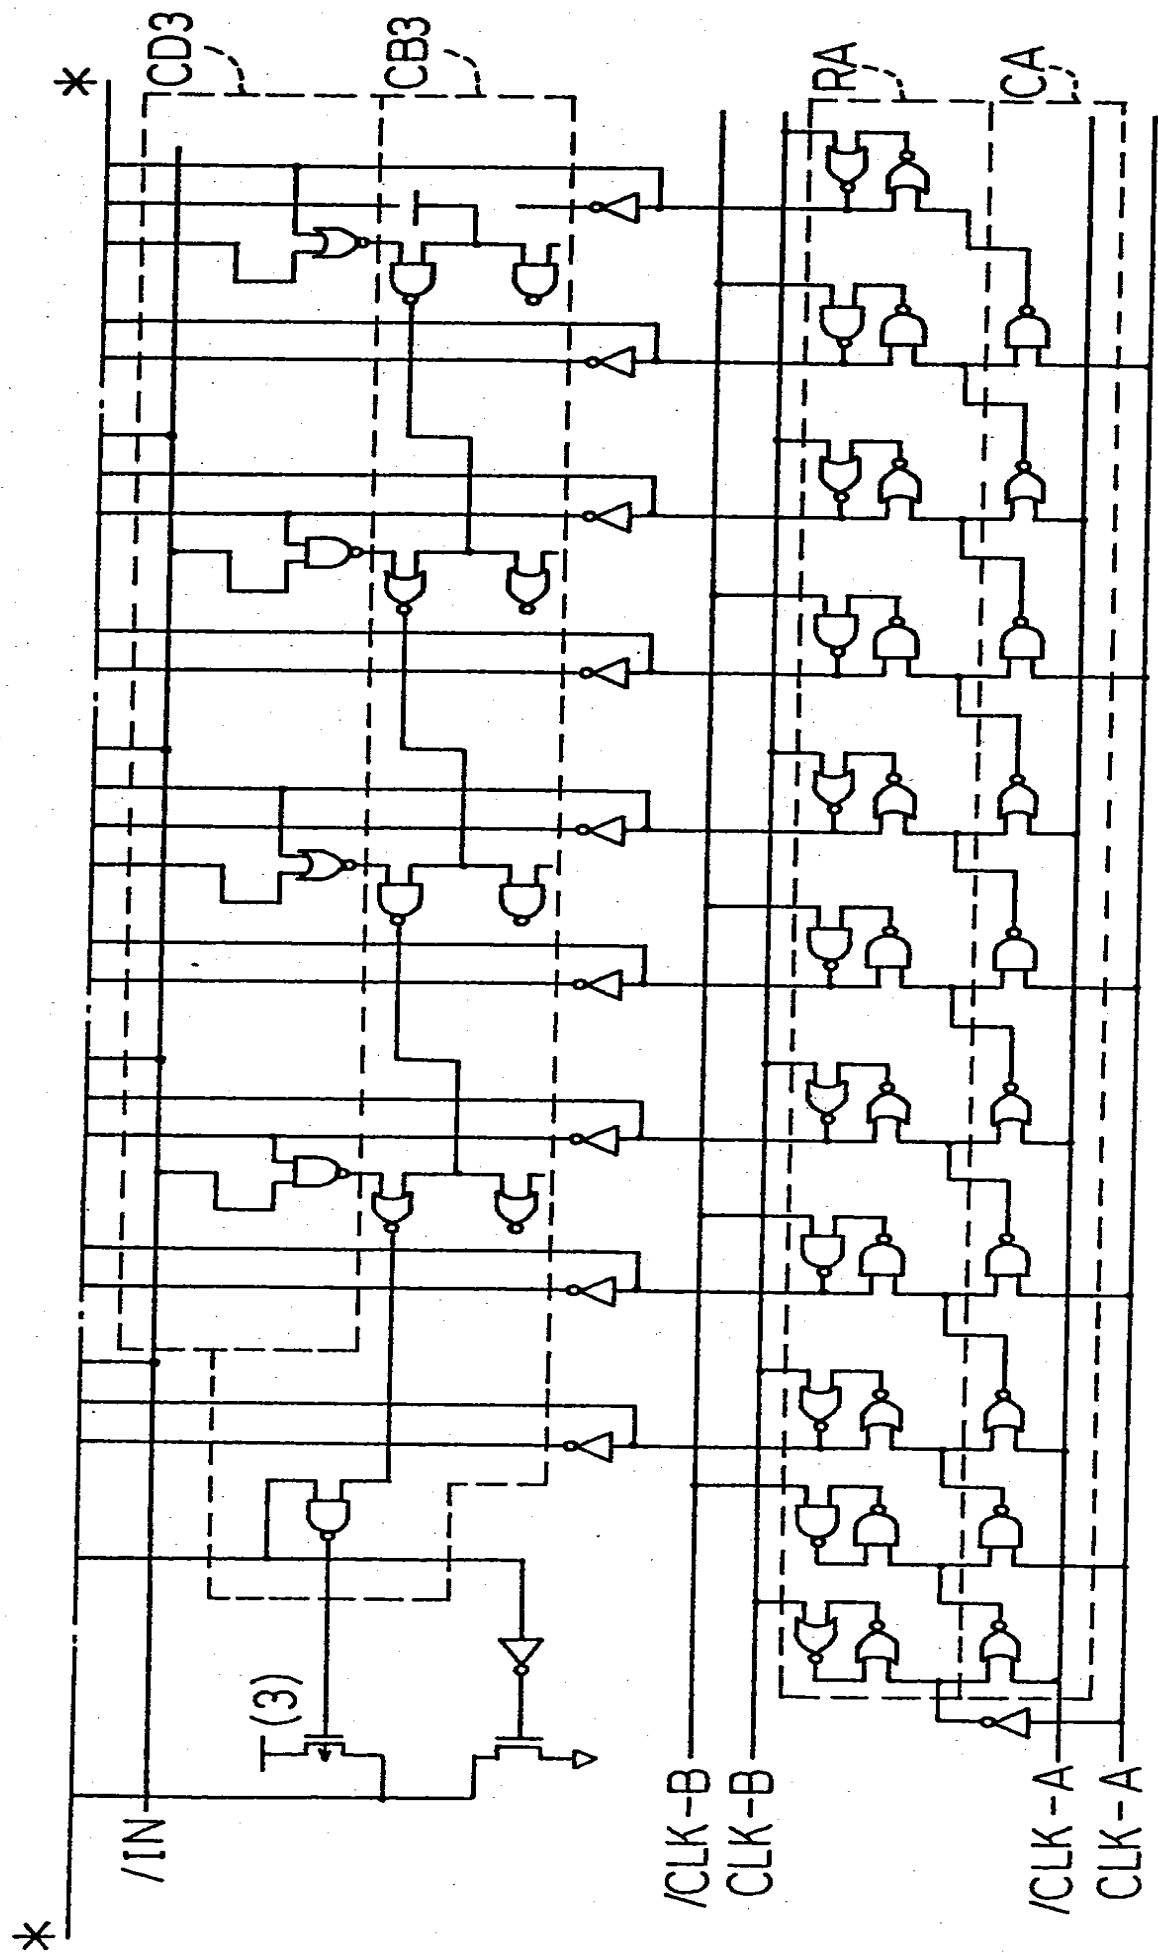 *
CD3
CB3
RA
CA
(3)
/IN
/CLK-B
CLK-B
/CLK-A
CLK-A
*